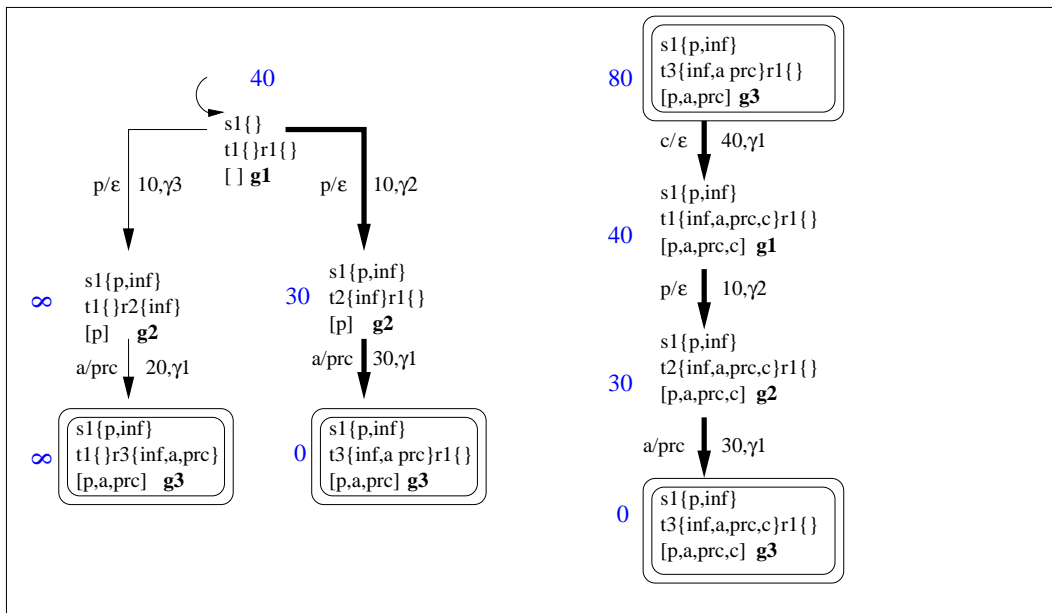 40
s1{}
t1{}r1{}
[ ] g1
p/ε 10,γ3
p/ε 10,γ2
∞
s1{p,inf}
t1{}r2{inf}
[p] g2
30
s1{p,inf}
t2{inf}r1{}
[p] g2
a/prc 20,γ1
a/prc 30,γ1
∞
s1{p,inf}
t1{}r3{inf,a,prc}
[p,a,prc] g3
0
s1{p,inf}
t3{inf,a prc}r1{}
[p,a,prc] g3
80
s1{p,inf}
t3{inf,a prc}r1{}
[p,a,prc] g3
c/ε 40,γ1
40
s1{p,inf}
t1{inf,a,prc,c}r1{}
[p,a,prc,c] g1
p/ε 10,γ2
30
s1{p,inf}
t2{inf,a,prc,c}r1{}
[p,a,prc,c] g2
a/prc 30,γ1
0
s1{p,inf}
t3{inf,a,prc,c}r1{}
[p,a,prc,c] g3